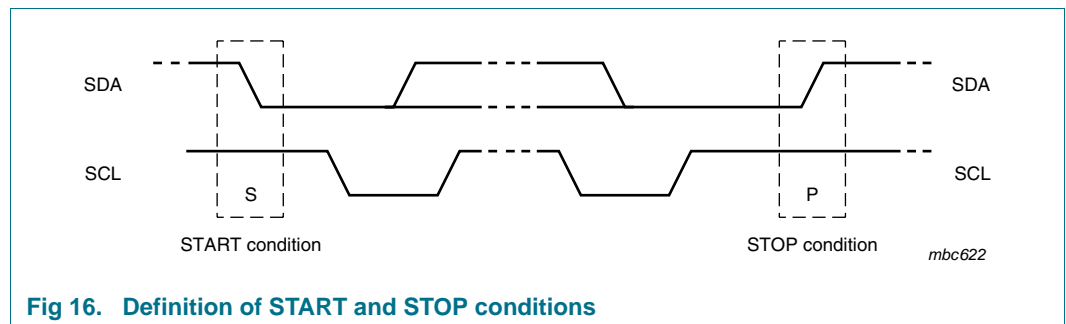 SDA
SCL
S
START condition
P
STOP condition
SDA
SCL
mbc622
Fig 16. Definition of START and STOP conditions